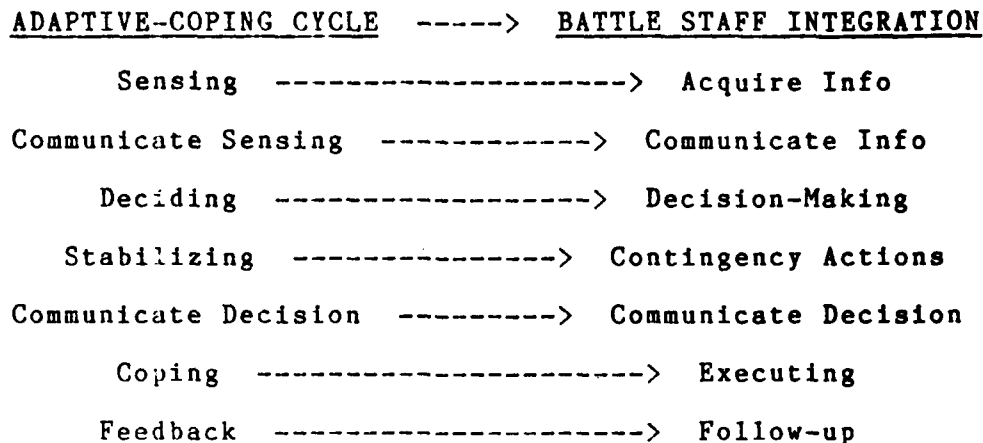 ADAPTIVE-COPING CYCLE -----> BATTLE STAFF INTEGRATION
Sensing --------------------> Acquire Info
Communicate Sensing ------------> Communicate Info
Deciding ------------------> Decision-Making
Stabilizing ---------------> Contingency Actions
Communicate Decision ---------> Communicate Decision
Coping ----------------------> Executing
Feedback ---------------------> Follow-up